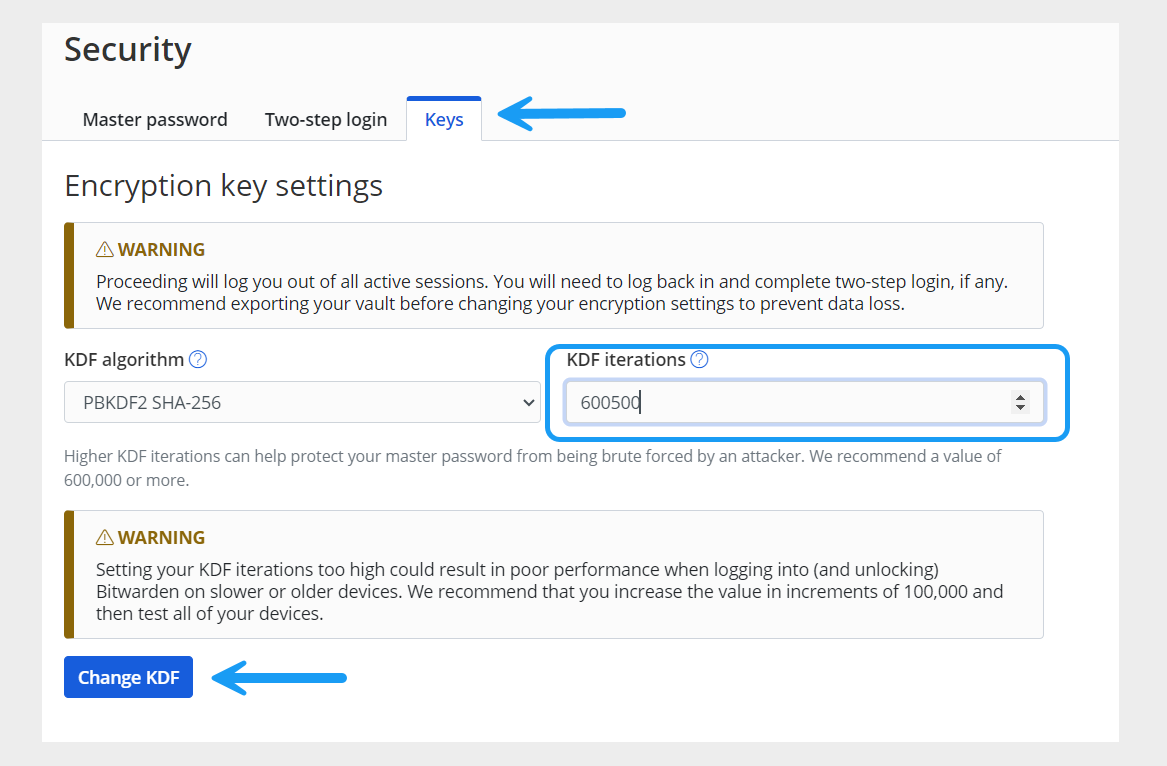 Security
Master password Two-step login Keys
Encryption key settings
WARNING
Proceeding will log you out of all active sessions. You will need to log back in and complete two-step login, if any.
We recommend exporting your vault before changing your encryption settings to prevent data loss.
KDF algorithm
PBKDF2 SHA-256
KDF iterations
600500
Higher KDF iterations can help protect your master password from being brute forced by an attacker. We recommend a value of
600,000 or more.
WARNING
Setting your KDF iterations too high could result in poor performance when logging into (and unlocking)
Bitwarden on slower or older devices. We recommend that you increase the value in increments of 100,000 and
then test all of your devices.
Change KDF